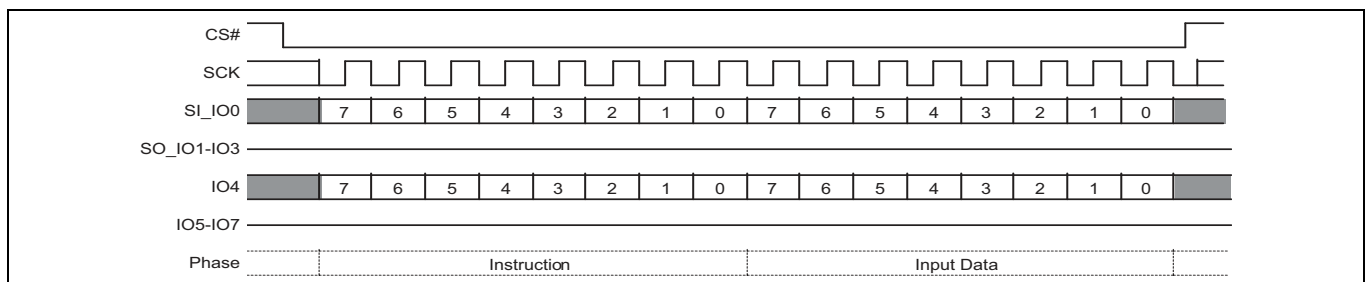 CS#
SCK
SI_IO0 7 6 5 4 3 2 1 0 7 6 5 4 3 2 1 0
SO_IO1-IO3
IO4 7 6 5 4 3 2 1 0 7 6 5 4 3 2 1 0
IO5-IO7
Phase Instruction Input Data